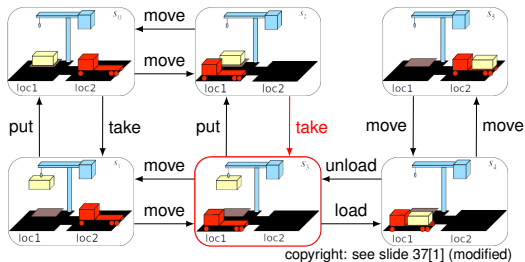 s₀ move s₂ s₅
move
loc1 loc2 loc1 loc2 loc1 loc2
put take put take move move
s₁ move s₃ unload s₄
move load
loc1 loc2 loc1 loc2 loc1 loc2
copyright: see slide 37[1] (modified)